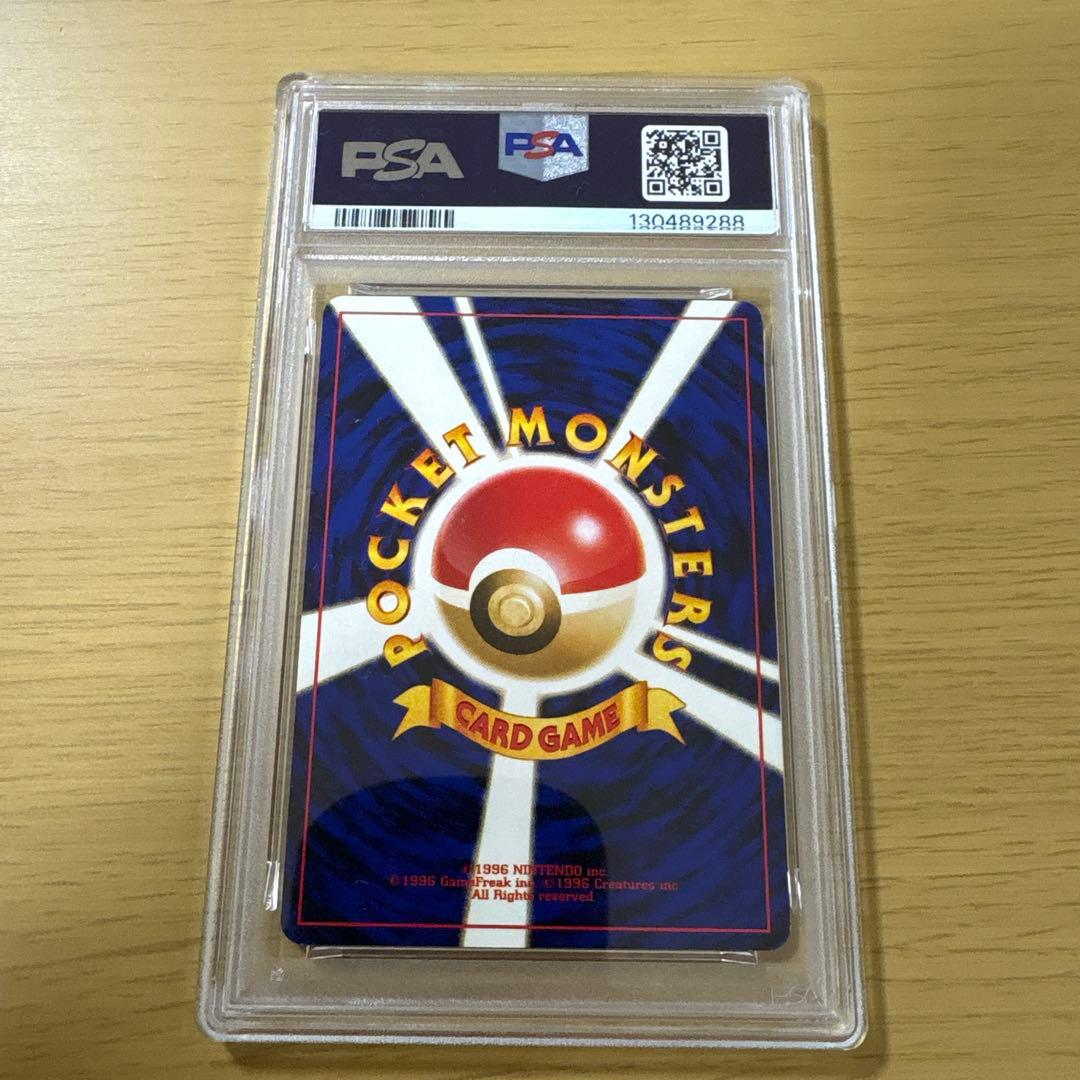 PSA
PSA
130489288
POCKET MONSTERS
CARD GAME
©1996 NINTENDO inc.
©1996 GameFreak inc. ©1996 Creatures inc
All Rights reserved
PSA